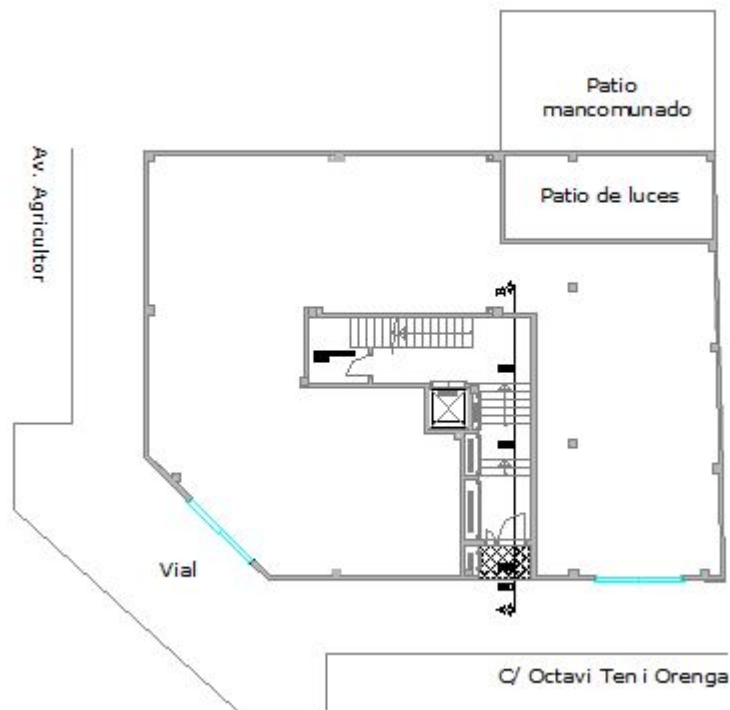 Patio
mancomunado
Av. Agricultor
Patio de luces
Vial
C/ Octavi Ten i Orenga